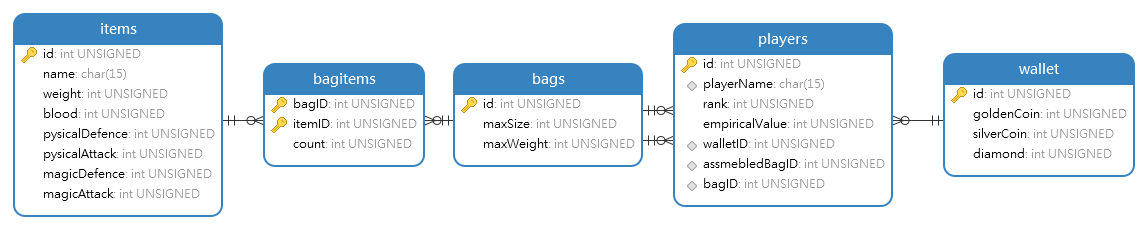 items
id: int UNSIGNED
name: char(15)
weight: int UNSIGNED
blood: int UNSIGNED
pysicalDefence: int UNSIGNED
pysicalAttack: int UNSIGNED
magicDefence: int UNSIGNED
magicAttack: int UNSIGNED
bagitems
bagID: int UNSIGNED
itemID: int UNSIGNED
count: int UNSIGNED
bags
id: int UNSIGNED
maxSize: int UNSIGNED
maxWeight: int UNSIGNED
players
id: int UNSIGNED
playerName: char(15)
rank: int UNSIGNED
empiricalValue: int UNSIGNED
walletID: int UNSIGNED
assmebledBagID: int UNSIGNED
bagID: int UNSIGNED
wallet
id: int UNSIGNED
goldenCoin: int UNSIGNED
silverCoin: int UNSIGNED
diamond: int UNSIGNED